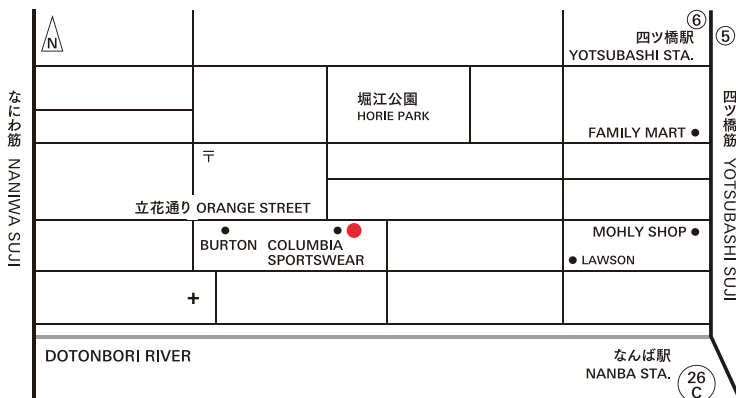 N
⑥
⑤
四ツ橋駅
YOTSUBASHI STA.
堀江公園
HORIE PARK
FAMILY MART
なにわ筋 NANIWA SUJI
四ツ橋筋 YOTSUBASHI SUJI
〒
立花通り ORANGE STREET
BURTON
COLUMBIA
SPORTSWEAR
MOHLY SHOP
LAWSON
DOTONBORI RIVER
なんば駅
NANBA STA.
26
C